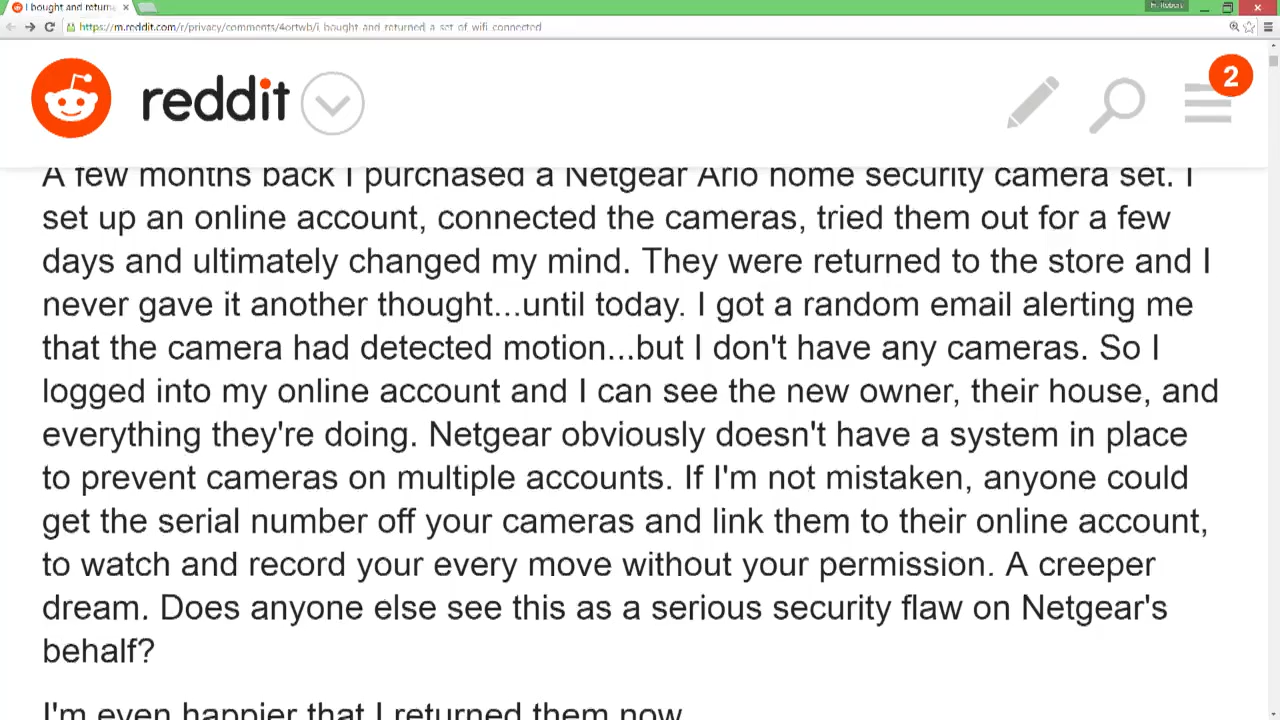 I bought and return
H. Robert
https://m.reddit.com/r/privacy/comments/4ortwb/i_bought_and_returned_a_set_of_wifi_connected
reddit
2
A few months back I purchased a Netgear Arlo home security camera set. I
set up an online account, connected the cameras, tried them out for a few
days and ultimately changed my mind. They were returned to the store and I
never gave it another thought...until today. I got a random email alerting me
that the camera had detected motion...but I don't have any cameras. So I
logged into my online account and I can see the new owner, their house, and
everything they're doing. Netgear obviously doesn't have a system in place
to prevent cameras on multiple accounts. If I'm not mistaken, anyone could
get the serial number off your cameras and link them to their online account,
to watch and record your every move without your permission. A creeper
dream. Does anyone else see this as a serious security flaw on Netgear's
behalf?
I'm even happier that I returned them now.